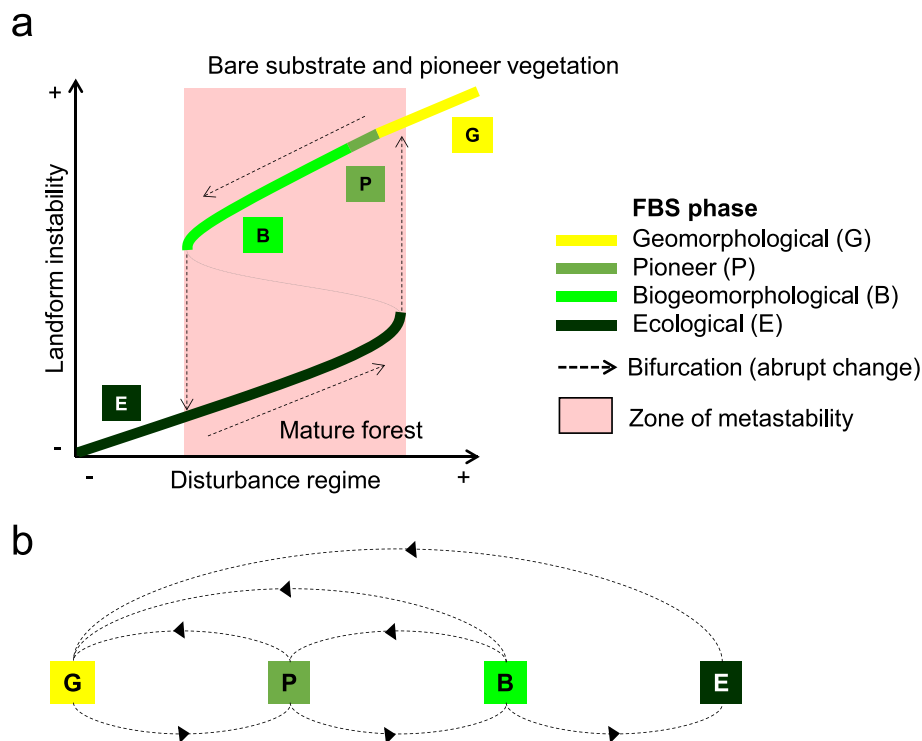 a
Bare substrate and pioneer vegetation
+
G
P
B
Landform instability
E
Mature forest
-
-
Disturbance regime
+
FBS phase
Geomorphological (G)
Pioneer (P)
Biogeomorphological (B)
Ecological (E)
Bifurcation (abrupt change)
Zone of metastability
b
G
P
B
E